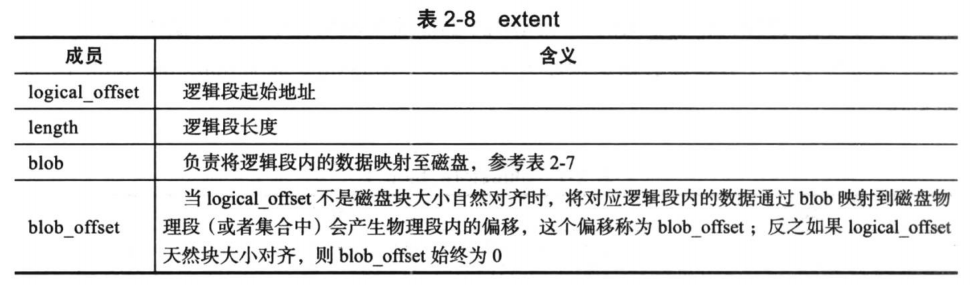 表 2-8 extent
成员 含义
logical_offset 逻辑段起始地址
length 逻辑段长度
blob 负责将逻辑段内的数据映射至磁盘，参考表 2-7
当 logical_offset 不是磁盘块大小自然对齐时，将对应逻辑段内的数据通过 blob 映射到磁盘物
blob_offset 理段（或者集合中）会产生物理段内的偏移，这个偏移称为 blob_offset；反之如果 logical_offset
天然块大小对齐，则 blob_offset 始终为 0